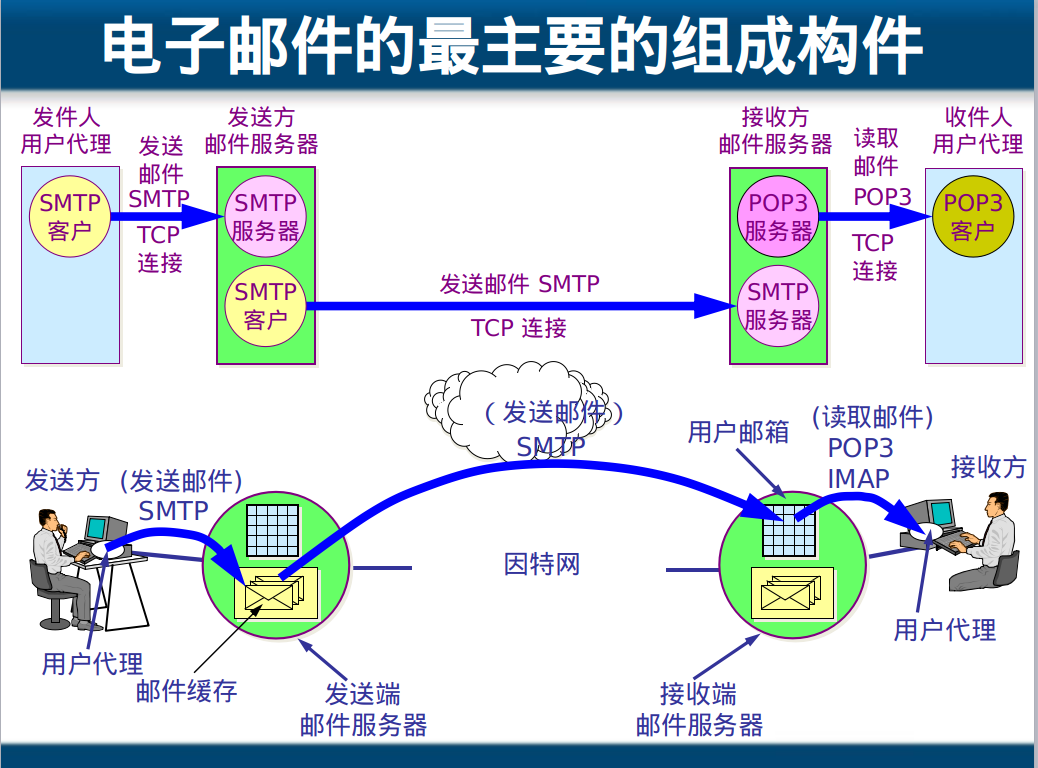 电子邮件的最主要的组成构件
发件人
用户代理
发送
邮件
SMTP
TCP
连接
发送方
邮件服务器
接收方
邮件服务器
读取
邮件
POP3
TCP
连接
收件人
用户代理
SMTP
客户
SMTP
服务器
SMTP
客户
POP3
服务器
SMTP
服务器
POP3
客户
发送邮件 SMTP
TCP 连接
（发送邮件）
SMTP
用户邮箱
(读取邮件)
POP3
IMAP
接收方
发送方
(发送邮件)
SMTP
因特网
用户代理
用户代理
邮件缓存
发送端
邮件服务器
接收端
邮件服务器